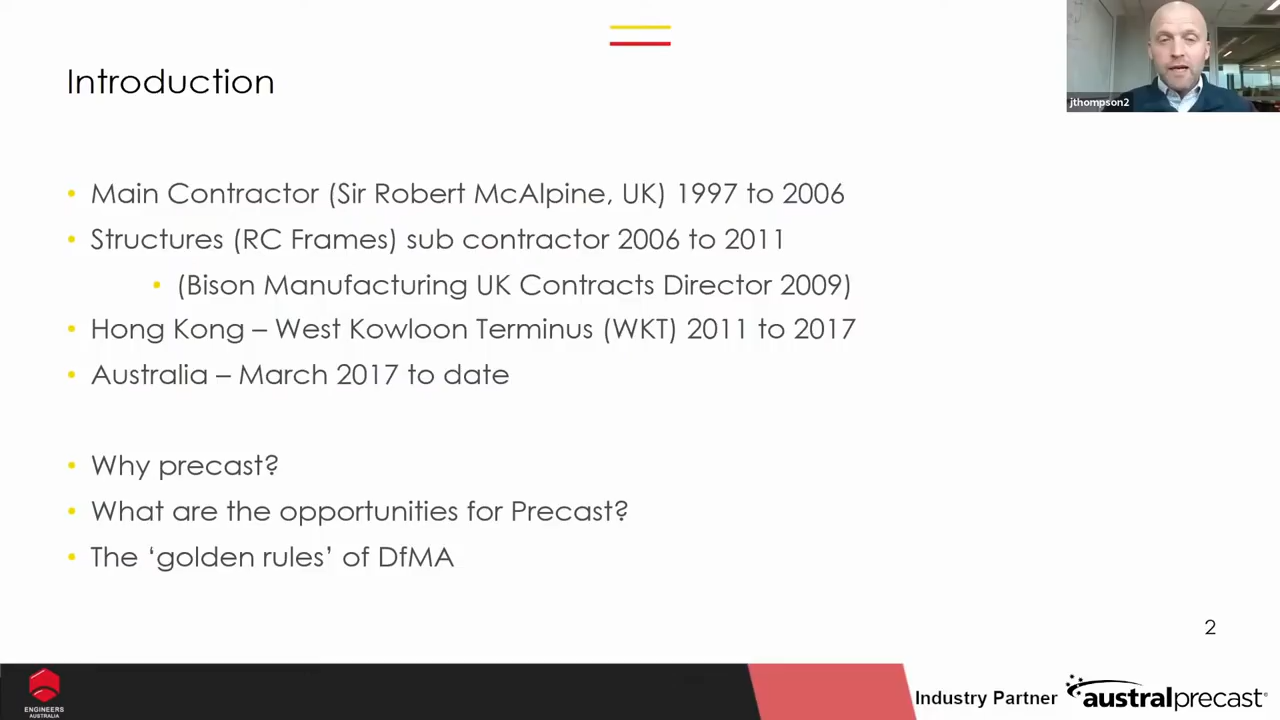 Introduction
jthompson2
• Main Contractor (Sir Robert McAlpine, UK) 1997 to 2006
• Structures (RC Frames) sub contractor 2006 to 2011
• (Bison Manufacturing UK Contracts Director 2009)
• Hong Kong – West Kowloon Terminus (WKT) 2011 to 2017
• Australia – March 2017 to date
• Why precast?
• What are the opportunities for Precast?
• The ‘golden rules’ of DfMA
2
ENGINEERS
AUSTRALIA
Industry Partner
australprecast